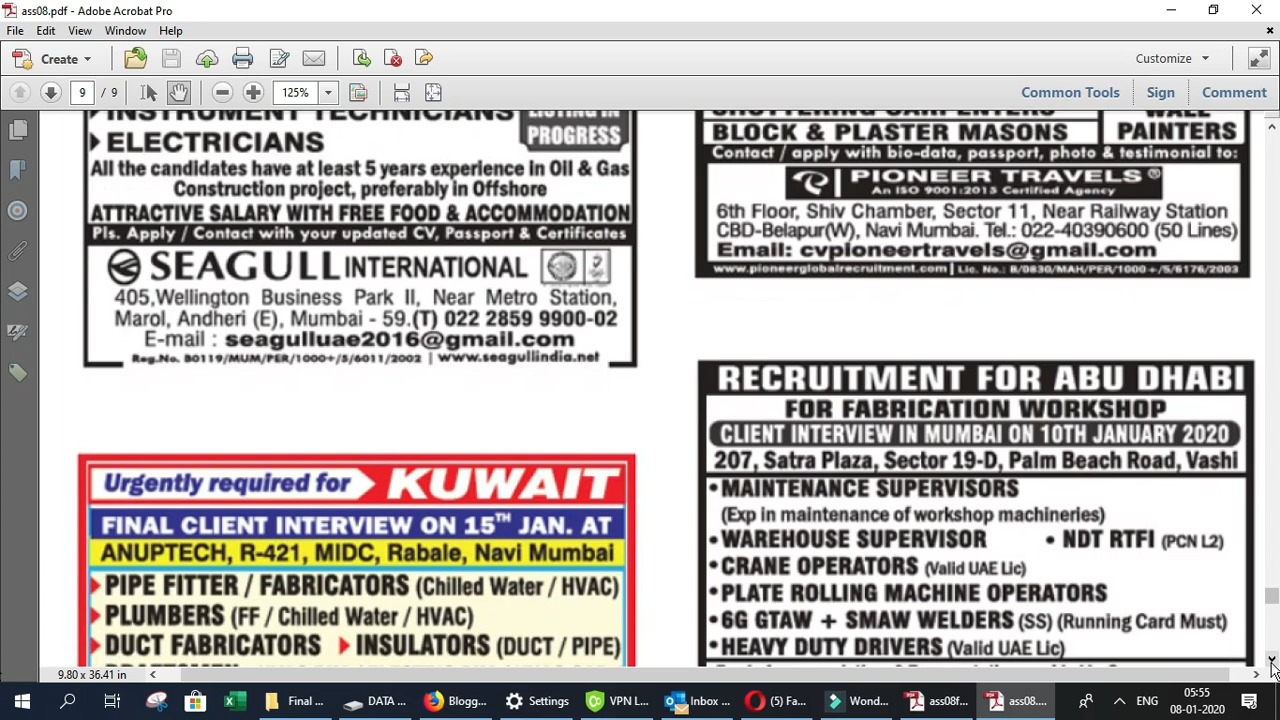 ass08.pdf - Adobe Acrobat Pro
File Edit View Window Help
Create
Customize
9 / 9
125%
Common Tools
Sign
Comment
INSTRUMENT TECHNICIANS
LISTING IN
PROGRESS
ELECTRICIANS
All the candidates have at least 5 years experience in Oil & Gas
Construction project, preferably in Offshore
ATTRACTIVE SALARY WITH FREE FOOD & ACCOMMODATION
Pls. Apply / Contact with your updated CV, Passport & Certificates
SEAGULL INTERNATIONAL
405,Wellington Business Park II, Near Metro Station,
Marol, Andheri (E), Mumbai - 59.(T) 022 2859 9900-02
E-mail : seagulluae2016@gmail.com
Reg.No. B0119/MUM/PER/1000+/5/6011/2002 | www.seagullindia.net
Urgently required for KUWAIT
FINAL CLIENT INTERVIEW ON 15TH JAN. AT
ANUPTECH, R-421, MIDC, Rabale, Navi Mumbai
PIPE FITTER / FABRICATORS (Chilled Water / HVAC)
PLUMBERS (FF / Chilled Water / HVAC)
DUCT FABRICATORS INSULATORS (DUCT / PIPE)
SHUTTERING CARPENTERS
WALL
PAINTERS
BLOCK & PLASTER MASONS
Contact / apply with bio-data, passport, photo & testimonial to:
PIONEER TRAVELS ®
An ISO 9001:2015 Certified Agency
6th Floor, Shiv Chamber, Sector 11, Near Railway Station
CBD-Belapur(W), Navi Mumbai. Tel.: 022-40390600 (50 Lines)
Email: cvpioneertravels@gmail.com
www.pioneerglobalrecruitment.com | Lic. No.: B/0830/MAH/PER/1000+/5/6176/2003
RECRUITMENT FOR ABU DHABI
FOR FABRICATION WORKSHOP
CLIENT INTERVIEW IN MUMBAI ON 10TH JANUARY 2020
207, Satra Plaza, Sector 19-D, Palm Beach Road, Vashi
• MAINTENANCE SUPERVISORS
(Exp in maintenance of workshop machineries)
• WAREHOUSE SUPERVISOR • NDT RTFI (PCN L2)
• CRANE OPERATORS (Valid UAE Lic)
• PLATE ROLLING MACHINE OPERATORS
• 6G GTAW + SMAW WELDERS (SS) (Running Card Must)
• HEAVY DUTY DRIVERS (Valid UAE Lic)
9.80 x 36.41 in
Final ...
DATA ...
Blogg...
Settings
VPN L...
Inbox ...
(5) Fa...
Wond...
ass08f...
ass08....
ENG
05:55
08-01-2020